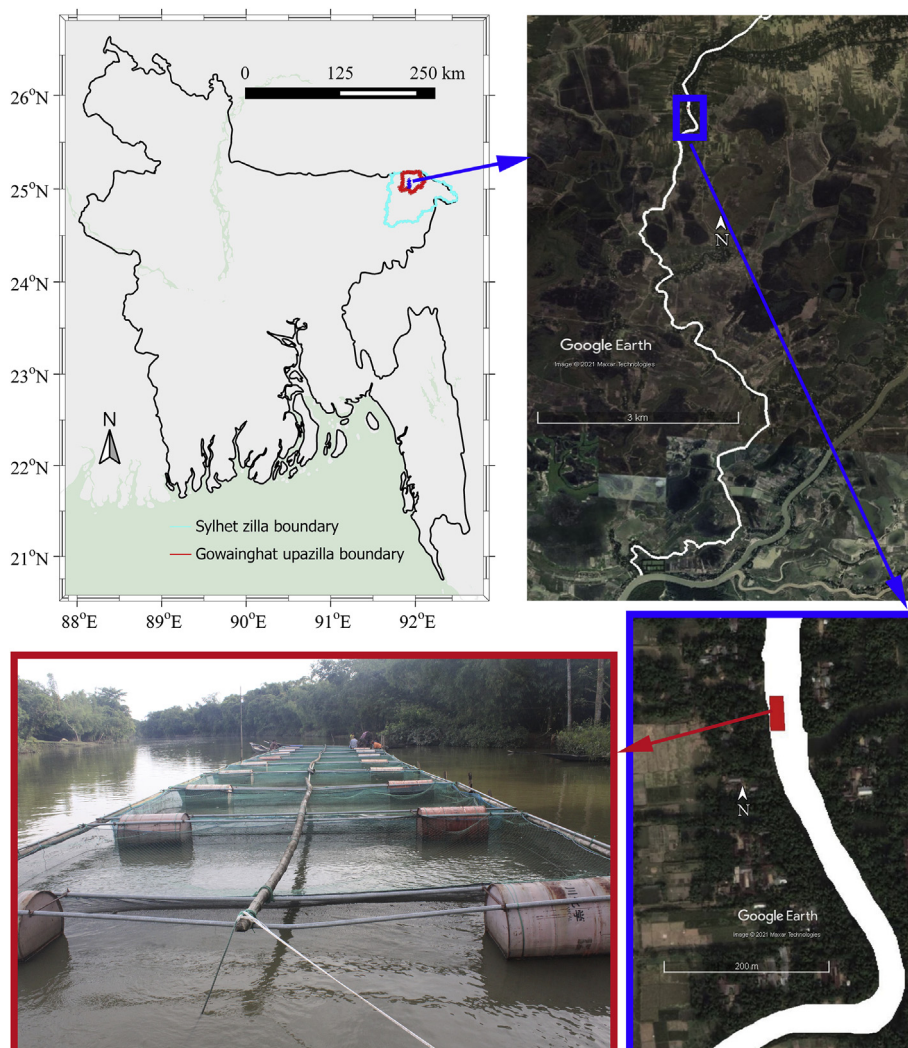 0 125 250 km
26°N
25°N
24°N
23°N
22°N
21°N
N
Sylhet zilla boundary
Gowainghat upazilla boundary
88°E 89°E 90°E 91°E 92°E
N
Google Earth
Image © 2021 Maxar Technologies
3 km
N
Google Earth
Image © 2021 Maxar Technologies
200 m